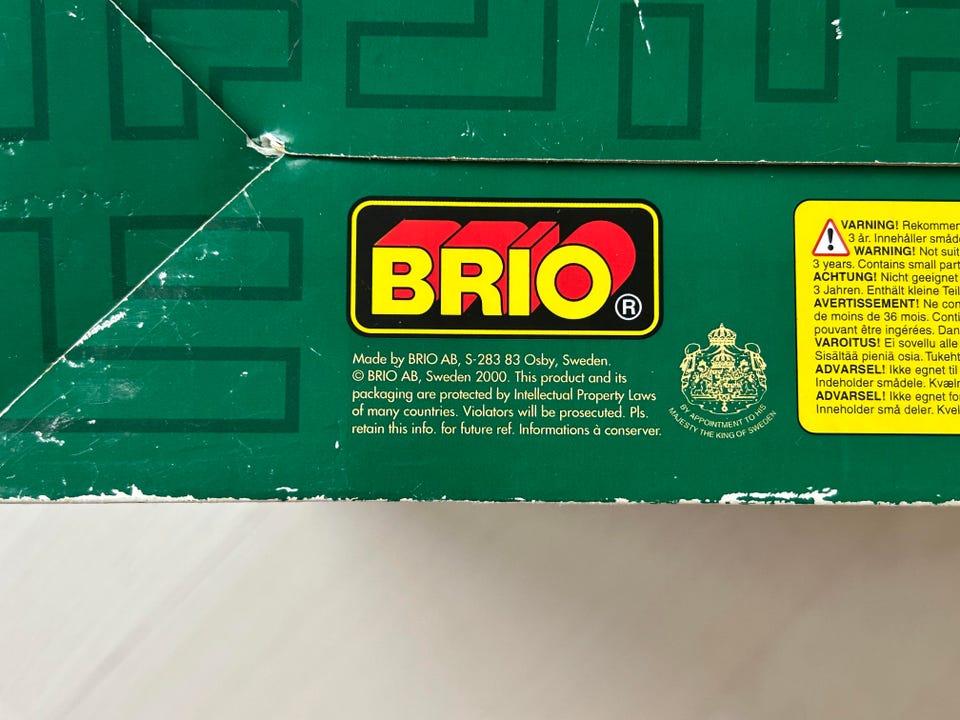 BRIO®
Made by BRIO AB, S-283 83 Osby, Sweden.
© BRIO AB, Sweden 2000. This product and its
packaging are protected by Intellectual Property Laws
of many countries. Violators will be prosecuted. Pls.
retain this info. for future ref. Informations à conserver.
BY APPOINTMENT TO HIS
MAJESTY THE KING OF SWEDEN
VARNING! Rekommen
3 år. Innehåller småd
WARNING! Not suit
3 years. Contains small part
ACHTUNG! Nicht geeignet
3 Jahren. Enthält kleine Teil
AVERTISSEMENT! Ne con
de moins de 36 mois. Conti
pouvant être ingérées. Dan
VAROITUS! Ei sovellu alle
Sisältää pieniä osia. Tukeht
ADVARSEL! Ikke egnet til
Indeholder smådele. Kvæln
ADVARSEL! Ikke egnet for
Inneholder små deler. Kvel